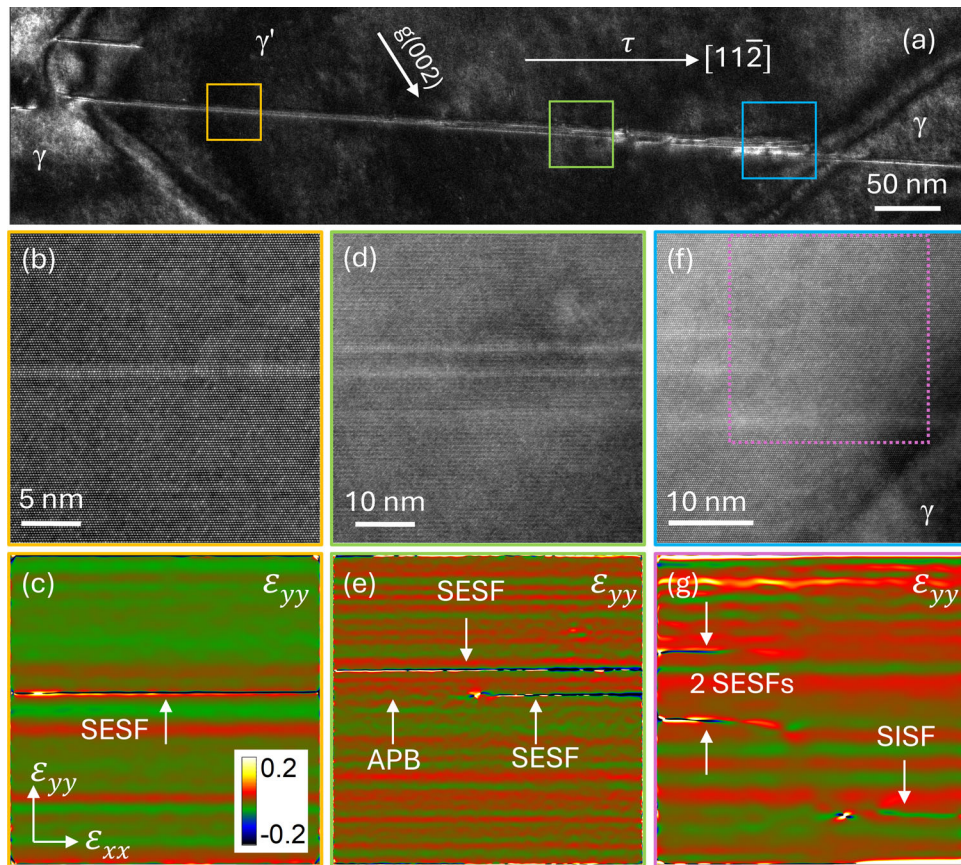 (a)
γ'
g(002)
τ
[11$\bar{2}$]
γ
γ
50 nm
(b)
5 nm
(d)
10 nm
(f)
10 nm
γ
(c)
ε_yy
SESF
ε_yy
ε_xx
0.2
-0.2
(e)
SESF
ε_yy
APB
SESF
(g)
ε_yy
2 SESFs
SISF